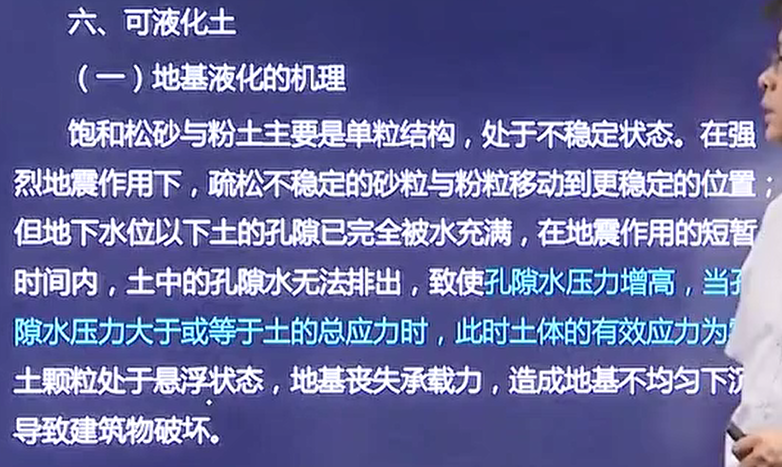 六、可液化土
（一）地基液化的机理
饱和松砂与粉土主要是单粒结构，处于不稳定状态。在强
烈地震作用下，疏松不稳定的砂粒与粉粒移动到更稳定的位置；
但地下水位以下土的孔隙已完全被水充满，在地震作用的短暂
时间内，土中的孔隙水无法排出，致使孔隙水压力增高，当孔
隙水压力大于或等于土的总应力时，此时土体的有效应力为
土颗粒处于悬浮状态，地基丧失承载力，造成地基不均匀下沉
导致建筑物破坏。